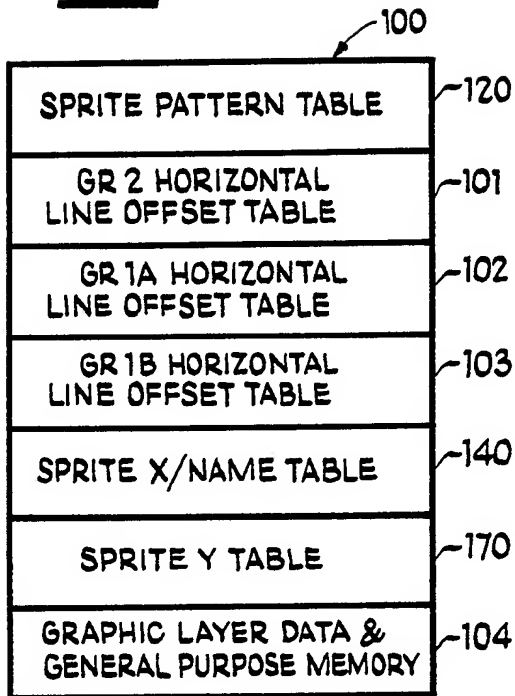 100
SPRITE PATTERN TABLE
120
GR 2 HORIZONTAL
LINE OFFSET TABLE
101
GR 1A HORIZONTAL
LINE OFFSET TABLE
102
GR 1B HORIZONTAL
LINE OFFSET TABLE
103
SPRITE X/NAME TABLE
140
SPRITE Y TABLE
170
GRAPHIC LAYER DATA &
GENERAL PURPOSE MEMORY
104